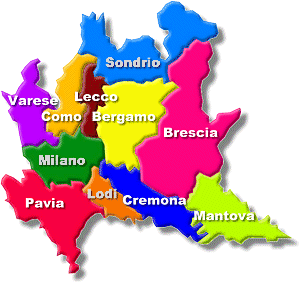 Sondrio
Varese
Lecco
Como
Bergamo
Brescia
Milano
Pavia
Lodi
Cremona
Mantova